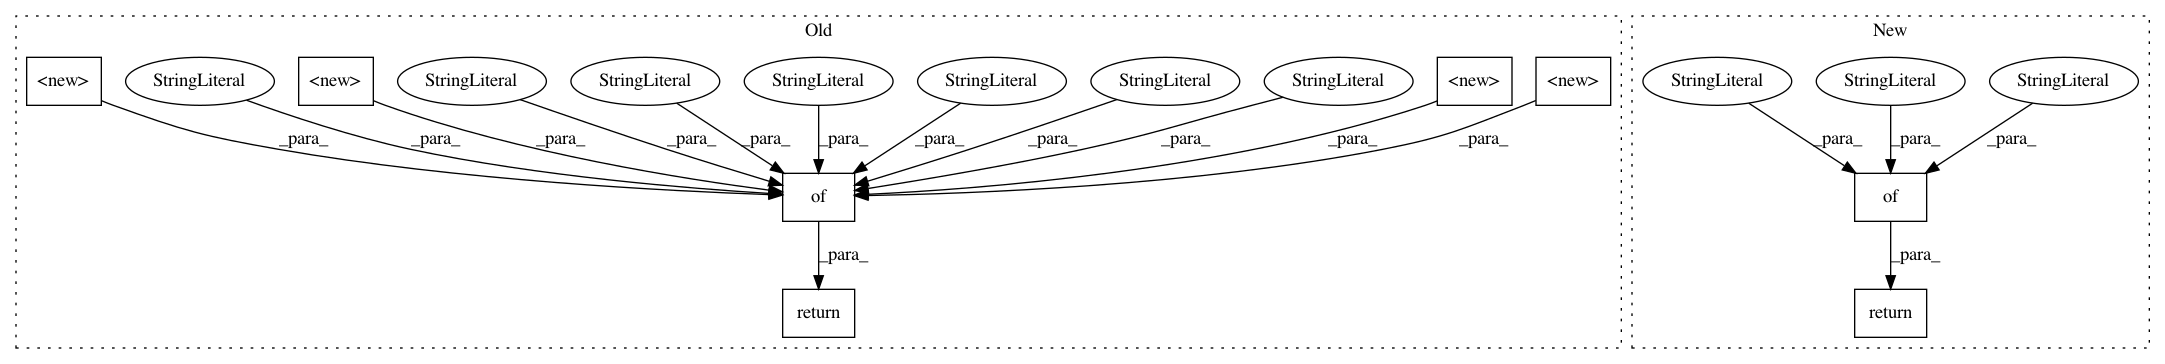 Old
New
<new>
StringLiteral
<new>
StringLiteral
StringLiteral
StringLiteral
StringLiteral
StringLiteral
StringLiteral
<new>
<new>
StringLiteral
StringLiteral
StringLiteral
_para_
_para_
_para_
_para_
_para_
_para_
_para_
_para_
_para_
_para_
_para_
_para_
_para_
_para_
of
of
_para_
_para_
return
return